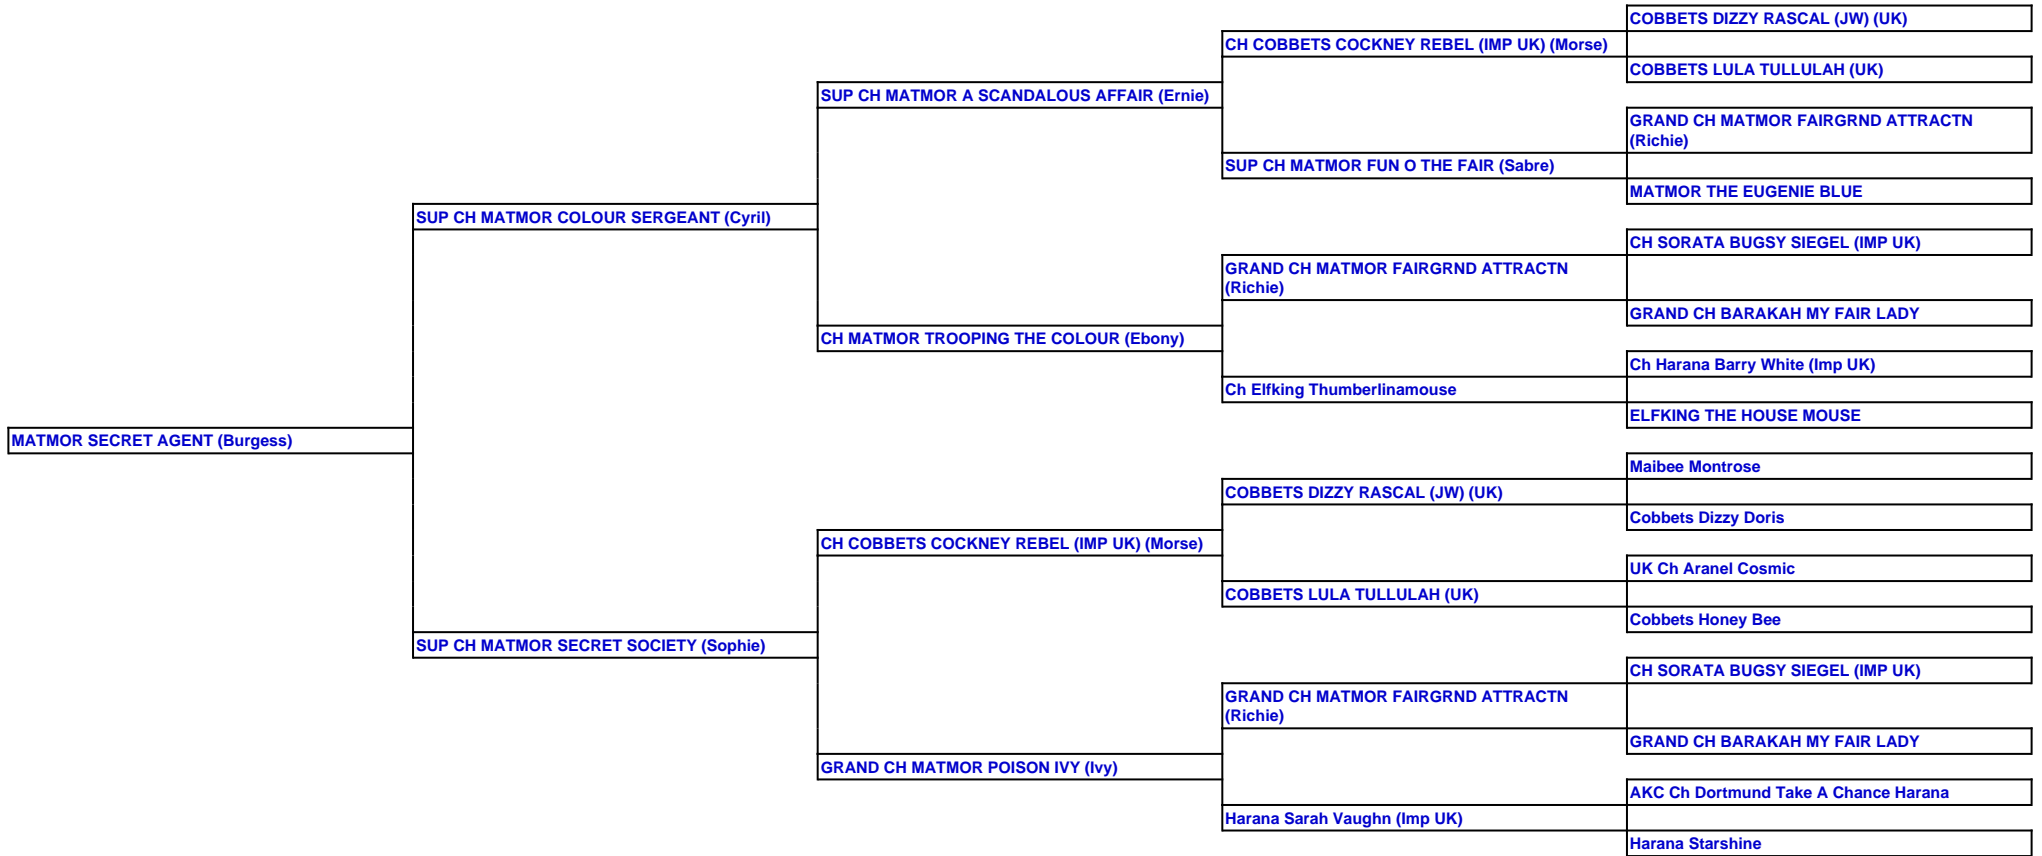 COBBETS DIZZY RASCAL (JW) (UK)
CH COBBETS COCKNEY REBEL (IMP UK) (Morse)
COBBETS LULA TULLULAH (UK)
SUP CH MATMOR A SCANDALOUS AFFAIR (Ernie)
GRAND CH MATMOR FAIRGRND ATTRACTN
(Richie)
SUP CH MATMOR FUN O THE FAIR (Sabre)
MATMOR THE EUGENIE BLUE
SUP CH MATMOR COLOUR SERGEANT (Cyril)
CH SORATA BUGSY SIEGEL (IMP UK)
GRAND CH MATMOR FAIRGRND ATTRACTN
(Richie)
GRAND CH BARAKAH MY FAIR LADY
CH MATMOR TROOPING THE COLOUR (Ebony)
Ch Harana Barry White (Imp UK)
Ch Elfking Thumberlinamouse
ELFKING THE HOUSE MOUSE
MATMOR SECRET AGENT (Burgess)
Maibee Montrose
COBBETS DIZZY RASCAL (JW) (UK)
Cobbets Dizzy Doris
CH COBBETS COCKNEY REBEL (IMP UK) (Morse)
UK Ch Aranel Cosmic
COBBETS LULA TULLULAH (UK)
Cobbets Honey Bee
SUP CH MATMOR SECRET SOCIETY (Sophie)
CH SORATA BUGSY SIEGEL (IMP UK)
GRAND CH MATMOR FAIRGRND ATTRACTN
(Richie)
GRAND CH BARAKAH MY FAIR LADY
GRAND CH MATMOR POISON IVY (Ivy)
AKC Ch Dortmund Take A Chance Harana
Harana Sarah Vaughn (Imp UK)
Harana Starshine